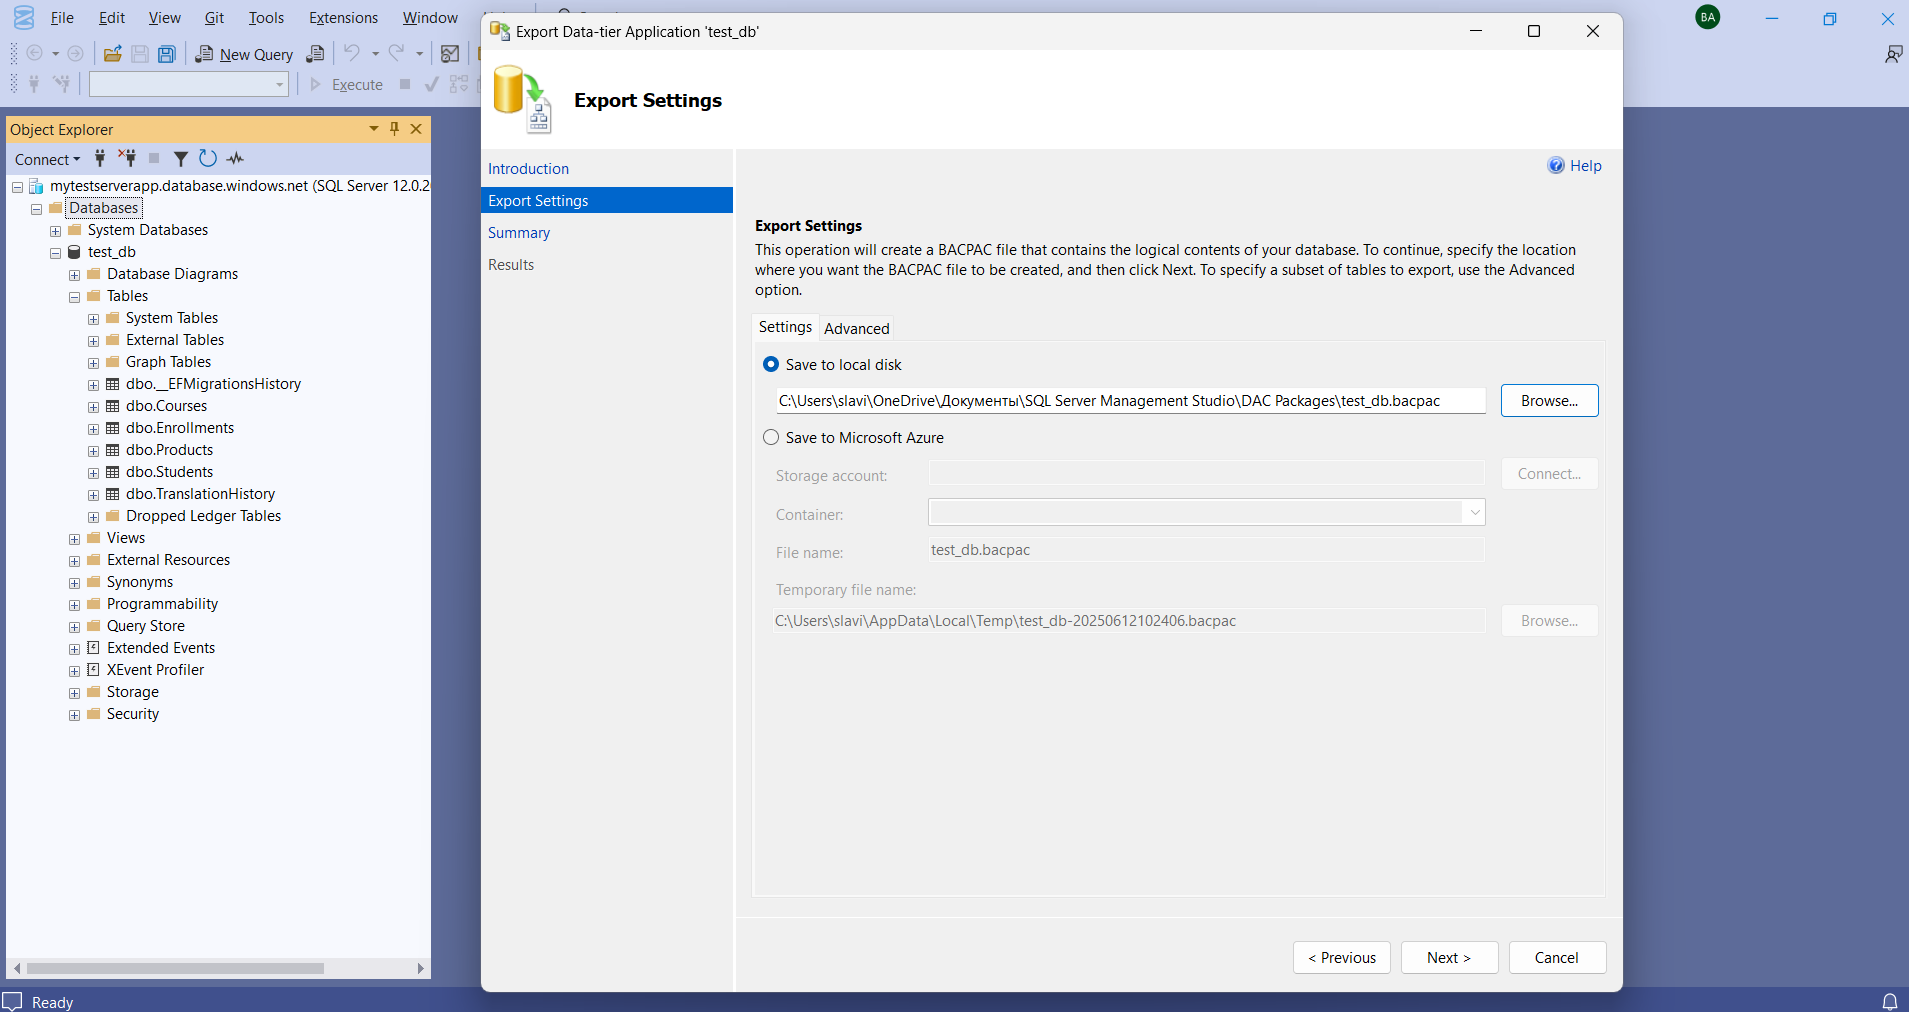 File Edit View Git Tools Extensions Window
BA
New Query
Execute
Object Explorer
Connect
mytestserverapp.database.windows.net (SQL Server 12.0.2
Databases
System Databases
test_db
Database Diagrams
Tables
System Tables
External Tables
Graph Tables
dbo.__EFMigrationsHistory
dbo.Courses
dbo.Enrollments
dbo.Products
dbo.Students
dbo.TranslationHistory
Dropped Ledger Tables
Views
External Resources
Synonyms
Programmability
Query Store
Extended Events
XEvent Profiler
Storage
Security
Ready
Export Data-tier Application 'test_db'
Export Settings
Introduction
Export Settings
Summary
Results
Help
Export Settings
This operation will create a BACPAC file that contains the logical contents of your database. To continue, specify the location
where you want the BACPAC file to be created, and then click Next. To specify a subset of tables to export, use the Advanced
option.
Settings Advanced
Save to local disk
C:\Users\slavi\OneDrive\Документы\SQL Server Management Studio\DAC Packages\test_db.bacpac
Browse...
Save to Microsoft Azure
Storage account:
Connect...
Container:
File name:
test_db.bacpac
Temporary file name:
C:\Users\slavi\AppData\Local\Temp\test_db-20250612102406.bacpac
Browse...
< Previous
Next >
Cancel